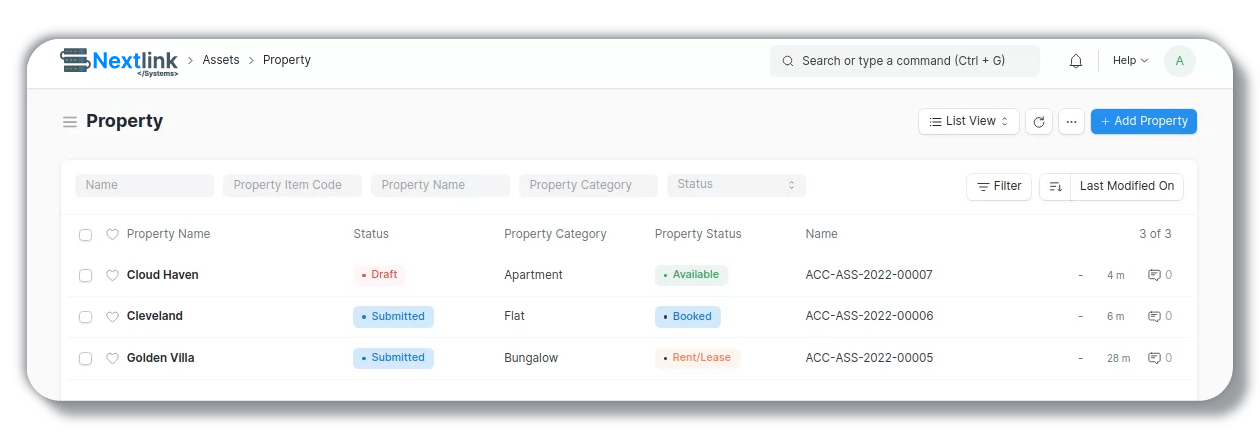 Nextlink
</Systems>
Assets
Property
Search or type a command (Ctrl + G)
Help
A
Property
List View
...
+ Add Property
Name
Property Item Code
Property Name
Property Category
Status
Filter
Last Modified On
Property Name Status Property Category Property Status Name 3 of 3
Cloud Haven • Draft Apartment • Available ACC-ASS-2022-00007 - 4 m 0
Cleveland • Submitted Flat • Booked ACC-ASS-2022-00006 - 6 m 0
Golden Villa • Submitted Bungalow • Rent/Lease ACC-ASS-2022-00005 - 28 m 0